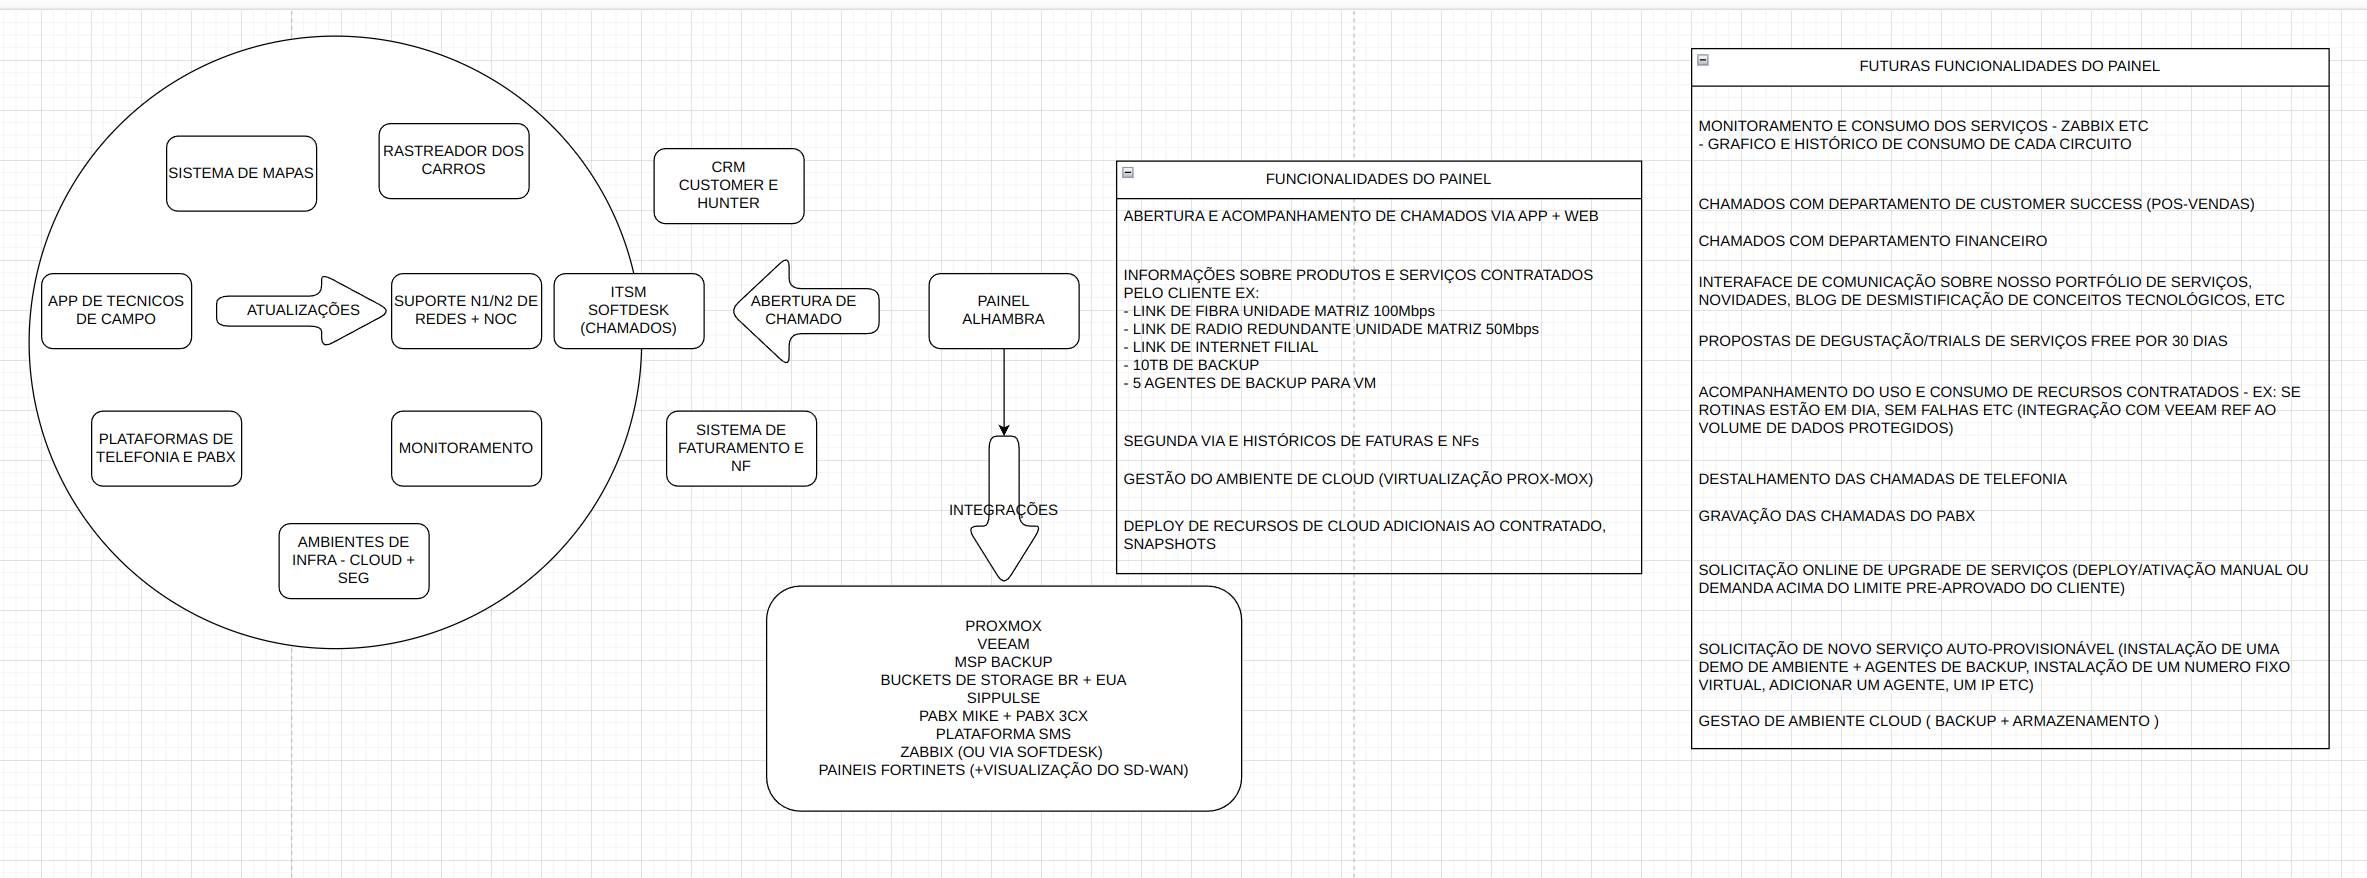 SISTEMA DE MAPAS
RASTREADOR DOS
CARROS
APP DE TECNICOS
DE CAMPO
ATUALIZAÇÕES
SUPORTE N1/N2 DE
REDES + NOC
ITSM
SOFTDESK
(CHAMADOS)
PLATAFORMAS DE
TELEFONIA E PABX
MONITORAMENTO
AMBIENTES DE
INFRA - CLOUD +
SEG
CRM
CUSTOMER E
HUNTER
ABERTURA DE
CHAMADO
SISTEMA DE
FATURAMENTO E
NF
PAINEL
ALHAMBRA
INTEGRAÇÕES
PROXMOX
VEEAM
MSP BACKUP
BUCKETS DE STORAGE BR + EUA
SIPPULSE
PABX MIKE + PABX 3CX
PLATAFORMA SMS
ZABBIX (OU VIA SOFTDESK)
PAINEIS FORTINETS (+VISUALIZAÇÃO DO SD-WAN)
FUNCIONALIDADES DO PAINEL
ABERTURA E ACOMPANHAMENTO DE CHAMADOS VIA APP + WEB
INFORMAÇÕES SOBRE PRODUTOS E SERVIÇOS CONTRATADOS
PELO CLIENTE EX:
- LINK DE FIBRA UNIDADE MATRIZ 100Mbps
- LINK DE RADIO REDUNDANTE UNIDADE MATRIZ 50Mbps
- LINK DE INTERNET FILIAL
- 10TB DE BACKUP
- 5 AGENTES DE BACKUP PARA VM
SEGUNDA VIA E HISTÓRICOS DE FATURAS E NFs
GESTÃO DO AMBIENTE DE CLOUD (VIRTUALIZAÇÃO PROX-MOX)
DEPLOY DE RECURSOS DE CLOUD ADICIONAIS AO CONTRATADO,
SNAPSHOTS
FUTURAS FUNCIONALIDADES DO PAINEL
MONITORAMENTO E CONSUMO DOS SERVIÇOS - ZABBIX ETC
- GRAFICO E HISTÓRICO DE CONSUMO DE CADA CIRCUITO
CHAMADOS COM DEPARTAMENTO DE CUSTOMER SUCCESS (POS-VENDAS)
CHAMADOS COM DEPARTAMENTO FINANCEIRO
INTERAFACE DE COMUNICAÇÃO SOBRE NOSSO PORTFÓLIO DE SERVIÇOS,
NOVIDADES, BLOG DE DESMISTIFICAÇÃO DE CONCEITOS TECNOLÓGICOS, ETC
PROPOSTAS DE DEGUSTAÇÃO/TRIALS DE SERVIÇOS FREE POR 30 DIAS
ACOMPANHAMENTO DO USO E CONSUMO DE RECURSOS CONTRATADOS - EX: SE
ROTINAS ESTÃO EM DIA, SEM FALHAS ETC (INTEGRAÇÃO COM VEEAM REF AO
VOLUME DE DADOS PROTEGIDOS)
DESTALHAMENTO DAS CHAMADAS DE TELEFONIA
GRAVAÇÃO DAS CHAMADAS DO PABX
SOLICITAÇÃO ONLINE DE UPGRADE DE SERVIÇOS (DEPLOY/ATIVAÇÃO MANUAL OU
DEMANDA ACIMA DO LIMITE PRE-APROVADO DO CLIENTE)
SOLICITAÇÃO DE NOVO SERVIÇO AUTO-PROVISIONÁVEL (INSTALAÇÃO DE UMA
DEMO DE AMBIENTE + AGENTES DE BACKUP, INSTALAÇÃO DE UM NUMERO FIXO
VIRTUAL, ADICIONAR UM AGENTE, UM IP ETC)
GESTAO DE AMBIENTE CLOUD ( BACKUP + ARMAZENAMENTO )